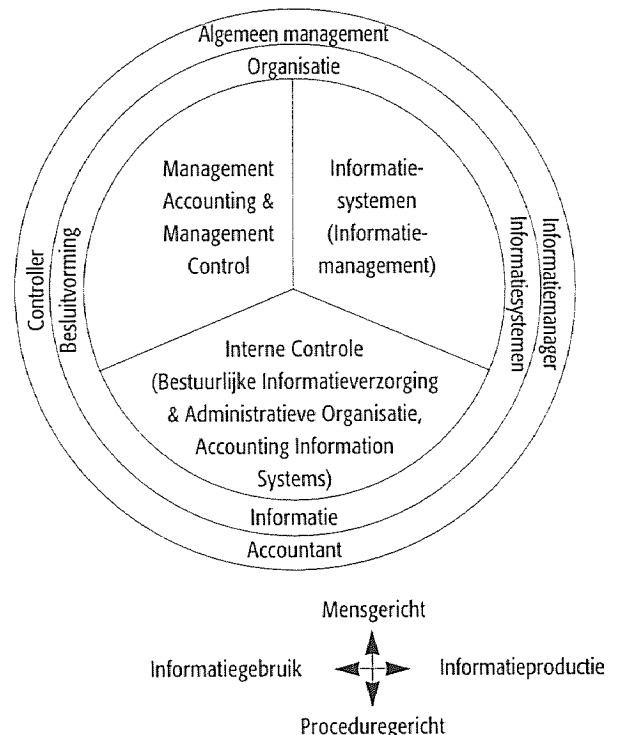 Algemeen management
Organisatie
Management
Accounting &
Management
Control
Informatie-
systemen
(Informatie-
management)
Controller
Besluitvorming
Informatiesystemen
Informatiemanager
Interne Controle
(Bestuurlijke Informatieverzorging
& Administratieve Organisatie,
Accounting Information
Systems)
Informatie
Accountant
Mensgericht
Informatiegebruik
Informatieproductie
Proceduregericht